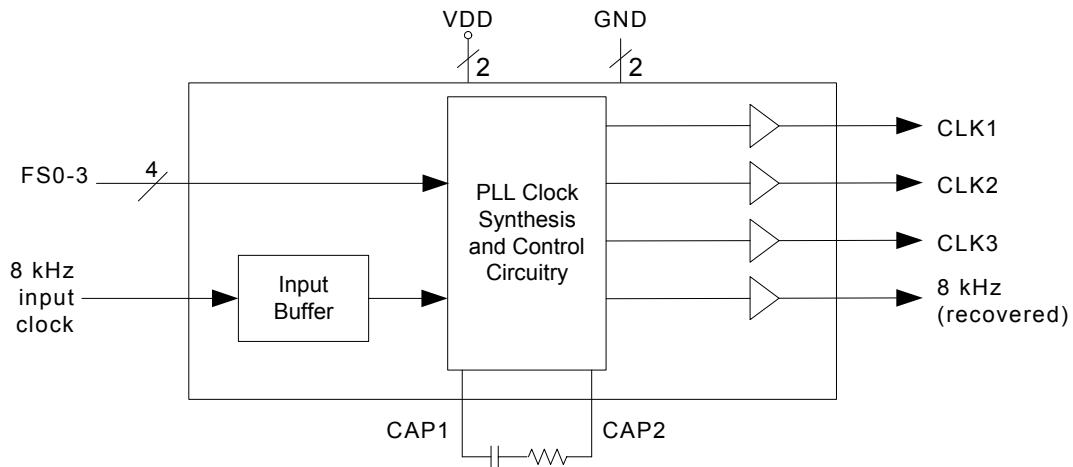 VDD
GND
2
2
FS0-3
4
8 kHz
input
clock
Input
Buffer
PLL Clock
Synthesis
and Control
Circuitry
CLK1
CLK2
CLK3
8 kHz
(recovered)
CAP1
CAP2